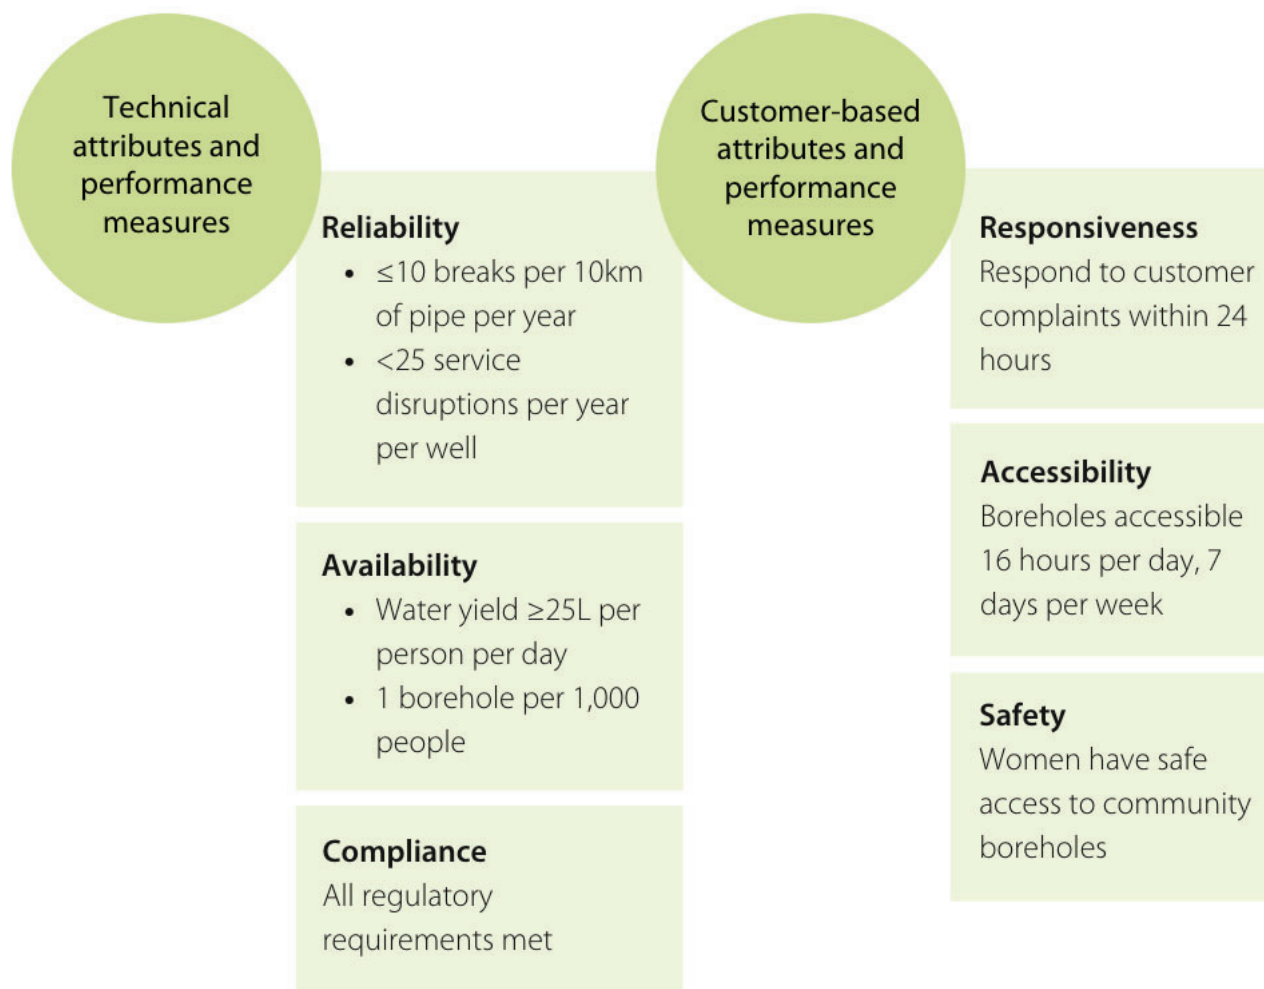 Technical
attributes and
performance
measures
Reliability
• ≤10 breaks per 10km
of pipe per year
• <25 service
disruptions per year
per well
Availability
• Water yield ≥25L per
person per day
• 1 borehole per 1,000
people
Compliance
All regulatory
requirements met
Customer-based
attributes and
performance
measures
Responsiveness
Respond to customer
complaints within 24
hours
Accessibility
Boreholes accessible
16 hours per day, 7
days per week
Safety
Women have safe
access to community
boreholes